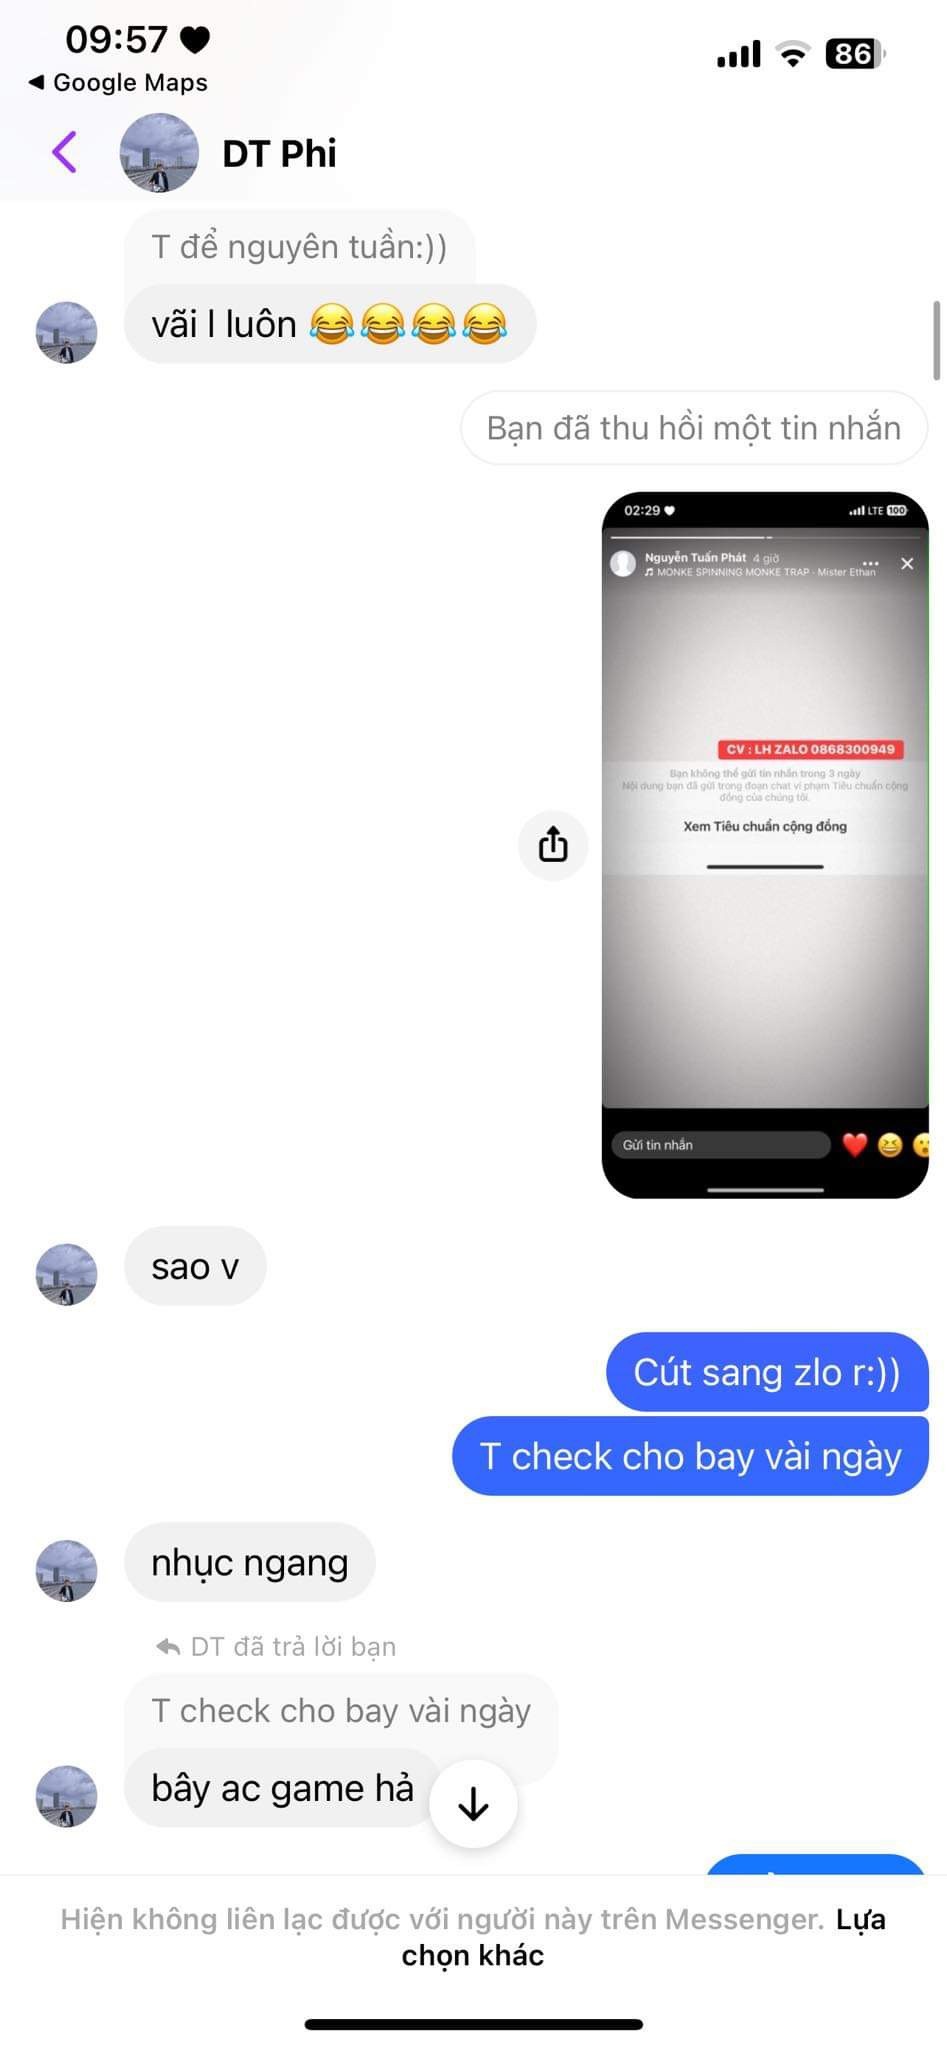 09:57
86
Google Maps
DT Phi
T để nguyên tuần:))
vãi l luôn 😂😂😂😂
Bạn đã thu hồi một tin nhắn
02:29
LTE 100
Nguyễn Tuấn Phát 4 giờ
MONKE SPINNING MONKE TRAP · Mister Ethan
CV : LH ZALO 0868300949
Bạn không thể gửi tin nhắn trong 3 ngày
Nội dung bạn đã gửi trong đoạn chat vi phạm Tiêu chuẩn cộng
đồng của chúng tôi.
Xem Tiêu chuẩn cộng đồng
Gửi tin nhắn
sao v
Cút sang zlo r:))
T check cho bay vài ngày
nhục ngang
DT đã trả lời bạn
T check cho bay vài ngày
bây ac game hả
Hiện không liên lạc được với người này trên Messenger. Lựa
chọn khác